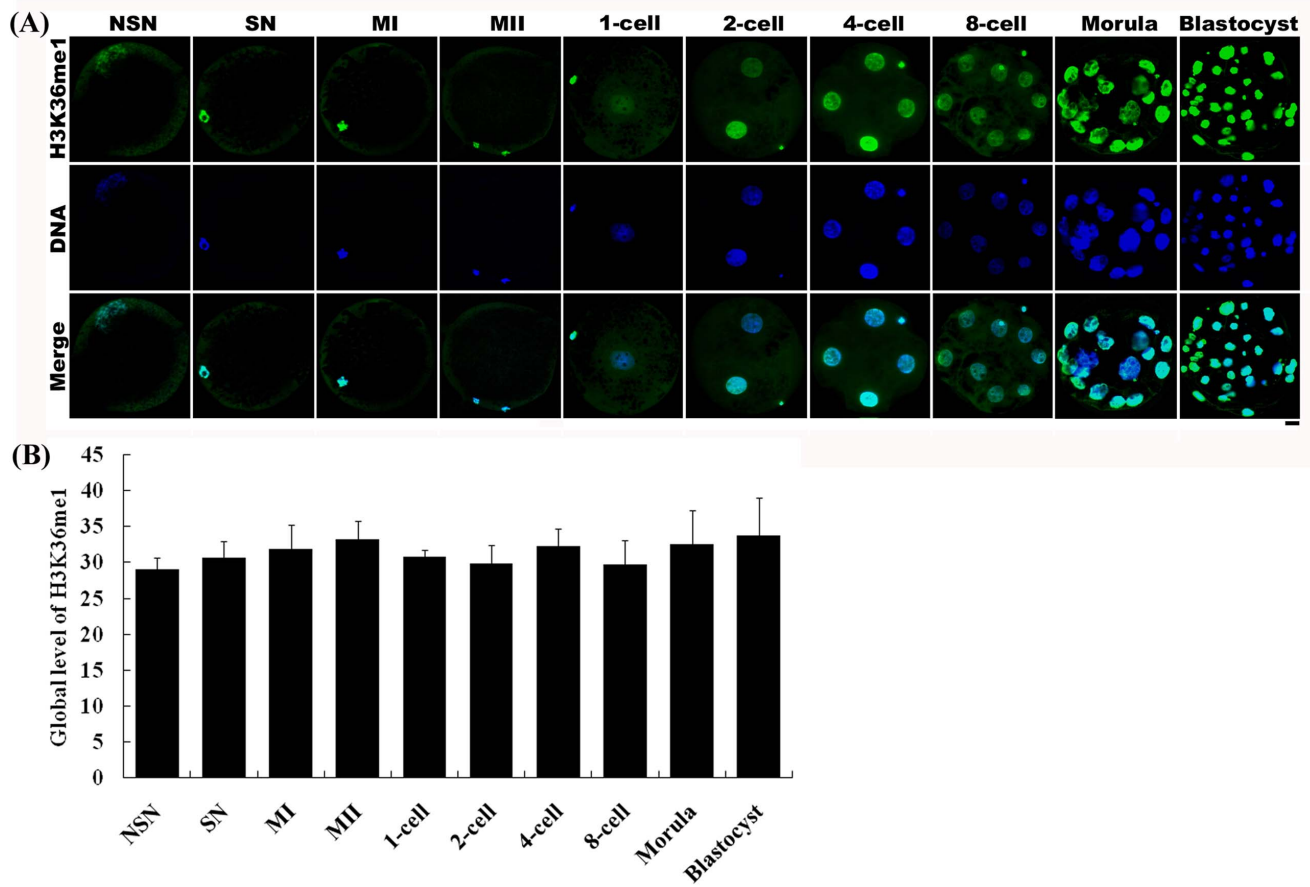 (A)
NSN SN MI MII 1-cell 2-cell 4-cell 8-cell Morula Blastocyst
H3K36me1
DNA
Merge
(B)
Global level of H3K36me1
45
40
35
30
25
20
15
10
5
0
NSN SN MI MII 1-cell 2-cell 4-cell 8-cell Morula Blastocyst